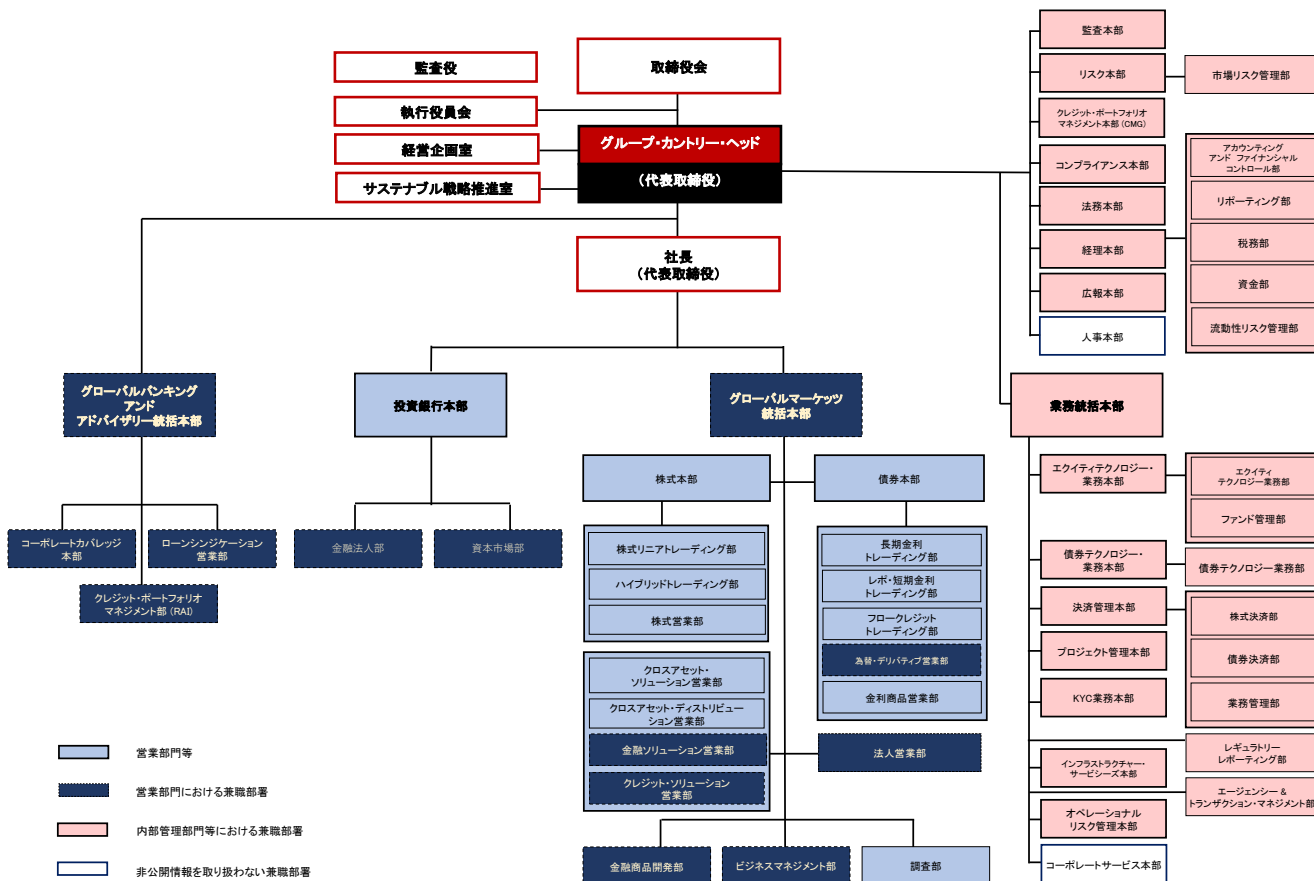 取締役会
監査役
執行役員会
経営企画室
サステナブル戦略推進室
グループ・カントリー・ヘッド
(代表取締役)
社長
(代表取締役)
監査本部
リスク本部
市場リスク管理部
クレジット・ポートフォリオ
マネジメント本部 (CMG)
コンプライアンス本部
法務本部
経理本部
広報本部
人事本部
アカウンティング
アンド ファイナンシャル
コントロール部
リポーティング部
税務部
資金部
流動性リスク管理部
グローバルバンキング
アンド
アドバイザリー統括本部
コーポレートカバレッジ
本部
ローンシンジケーション
営業部
クレジット・ポートフォリオ
マネジメント部 (RAI)
投資銀行本部
金融法人部
資本市場部
グローバルマーケッツ
統括本部
株式本部
株式リニアトレーディング部
ハイブリッドトレーディング部
株式営業部
債券本部
長期金利
トレーディング部
レポ・短期金利
トレーディング部
フロークレジット
トレーディング部
為替・デリバティブ営業部
金利商品営業部
クロスアセット・
ソリューション営業部
クロスアセット・ディストリビュー
ション営業部
金融ソリューション営業部
クレジット・ソリューション
営業部
法人営業部
金融商品開発部
ビジネスマネジメント部
調査部
業務統括本部
エクイティテクノロジー・
業務本部
エクイティ
テクノロジー業務部
ファンド管理部
債券テクノロジー・
業務本部
債券テクノロジー業務部
決済管理本部
株式決済部
債券決済部
業務管理部
プロジェクト管理本部
KYC業務本部
レギュラトリー
レポーティング部
インフラストラクチャー・
サービシーズ本部
エージェンシー &
トランザクション・マネジメント部
オペレーショナル
リスク管理本部
コーポレートサービス本部
営業部門等
営業部門における兼職部署
内部管理部門等における兼職部署
非公開情報を取り扱わない兼職部署